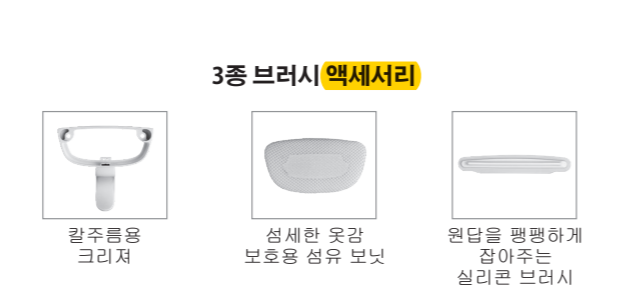 3종 브러시 액세서리
칼주름용
크리져
섬세한 옷감
보호용 섬유 보닛
원답을 팽팽하게
잡아주는
실리콘 브러시